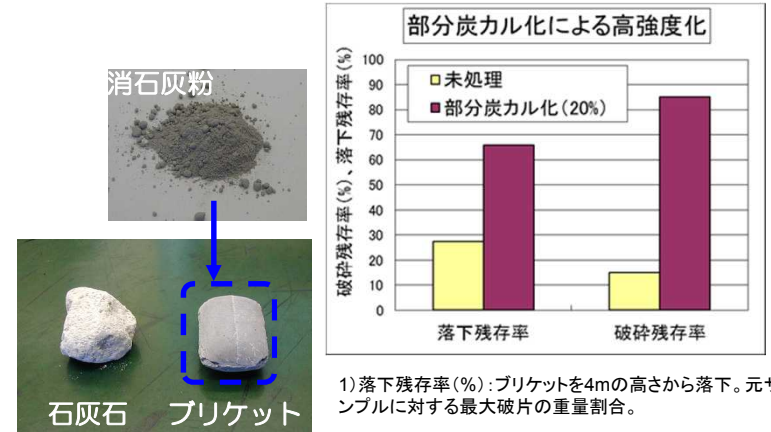 消石灰粉
石灰石
ブリケット
部分炭カル化による高強度化
破砕残存率(%)、落下残存率(%)
100
90
80
70
60
50
40
30
20
10
0
未処理
部分炭カル化(20%)
落下残存率
破砕残存率
1)落下残存率(%):ブリケットを4mの高さから落下。元サ
ンプルに対する最大破片の重量割合。